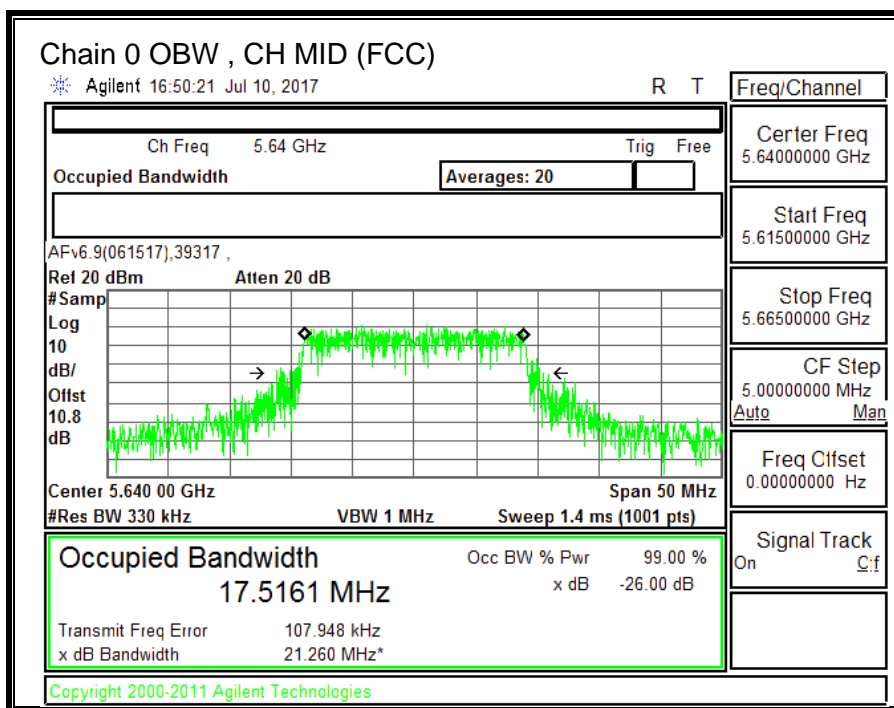 Chain 0 OBW , CH MID (FCC)
Agilent 16:50:21 Jul 10, 2017 R T
Freq/Channel
Ch Freq 5.64 GHz Trig Free
Occupied Bandwidth Averages: 20
AFv6.9(061517),39317 ,
Ref 20 dBm Atten 20 dB
#Samp
Log
10
dB/
Offst
10.8
dB
Center 5.640 00 GHz Span 50 MHz
#Res BW 330 kHz VBW 1 MHz Sweep 1.4 ms (1001 pts)
Occupied Bandwidth
17.5161 MHz
Occ BW % Pwr 99.00 %
x dB -26.00 dB
Transmit Freq Error 107.948 kHz
x dB Bandwidth 21.260 MHz*
Copyright 2000-2011 Agilent Technologies
Center Freq
5.64000000 GHz
Start Freq
5.61500000 GHz
Stop Freq
5.66500000 GHz
CF Step
5.00000000 MHz
Auto Man
Freq Offset
0.00000000 Hz
Signal Track
On Off